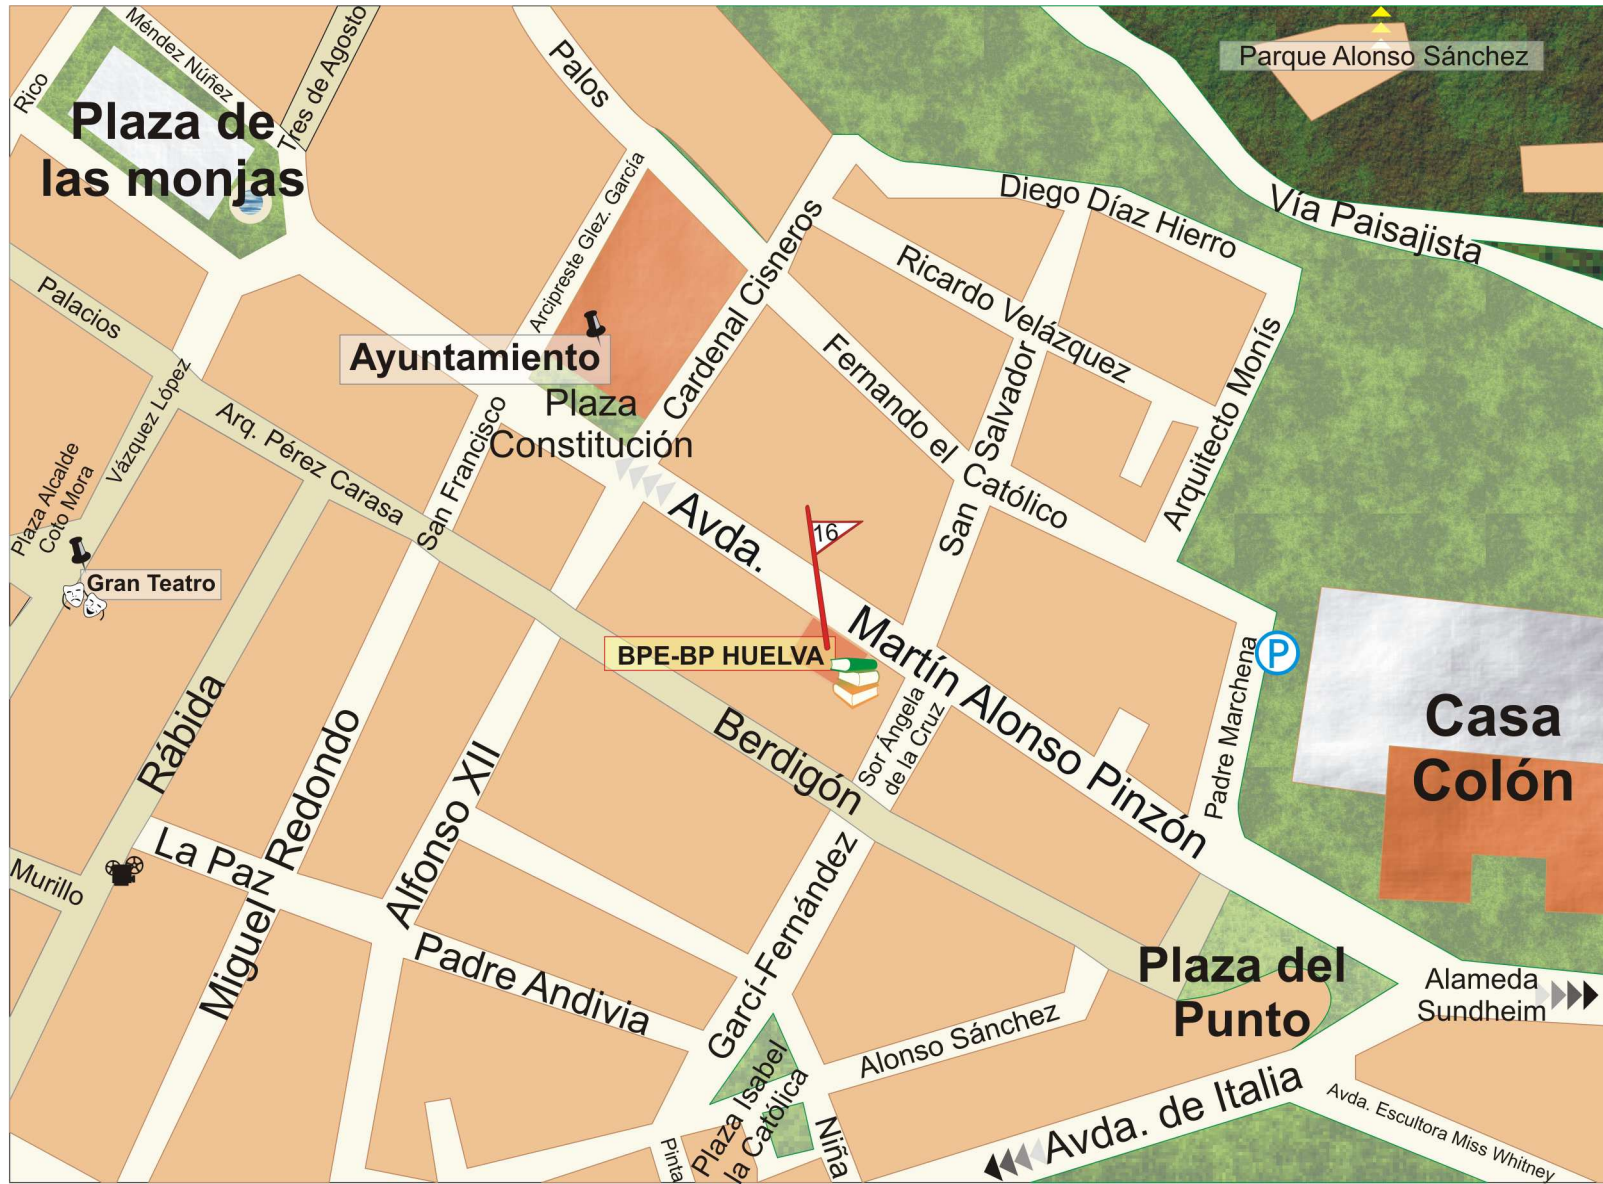 Méndez Núñez
Tres de Agosto
Rico
Palos
Parque Alonso Sánchez
Plaza de
las monjas
Arcipreste Glez. García
Diego Díaz Hierro
Vía Paisajista
Cardenal Cisneros
Ricardo Velázquez
Palacios
Ayuntamiento
Plaza
Constitución
Fernando el Católico
San Salvador
Arquitecto Monís
Vázquez López
Arq. Pérez Carasa
San Francisco
Plaza Alcalde
Coto Mora
Gran Teatro
16
Avda. Martín Alonso Pinzón
BPE-BP HUELVA
P
Padre Marchena
Casa
Colón
Rábida
Miguel Redondo
Alfonso XII
Berdigón
Sor Ángela
de la Cruz
La Paz
Murillo
Garcí-Fernández
Padre Andivia
Plaza del
Punto
Alameda
Sundheim
Alonso Sánchez
Plaza Isabel
la Católica
Avda. de Italia
Avda. Escultora Miss Whitney
Pinta
Niña